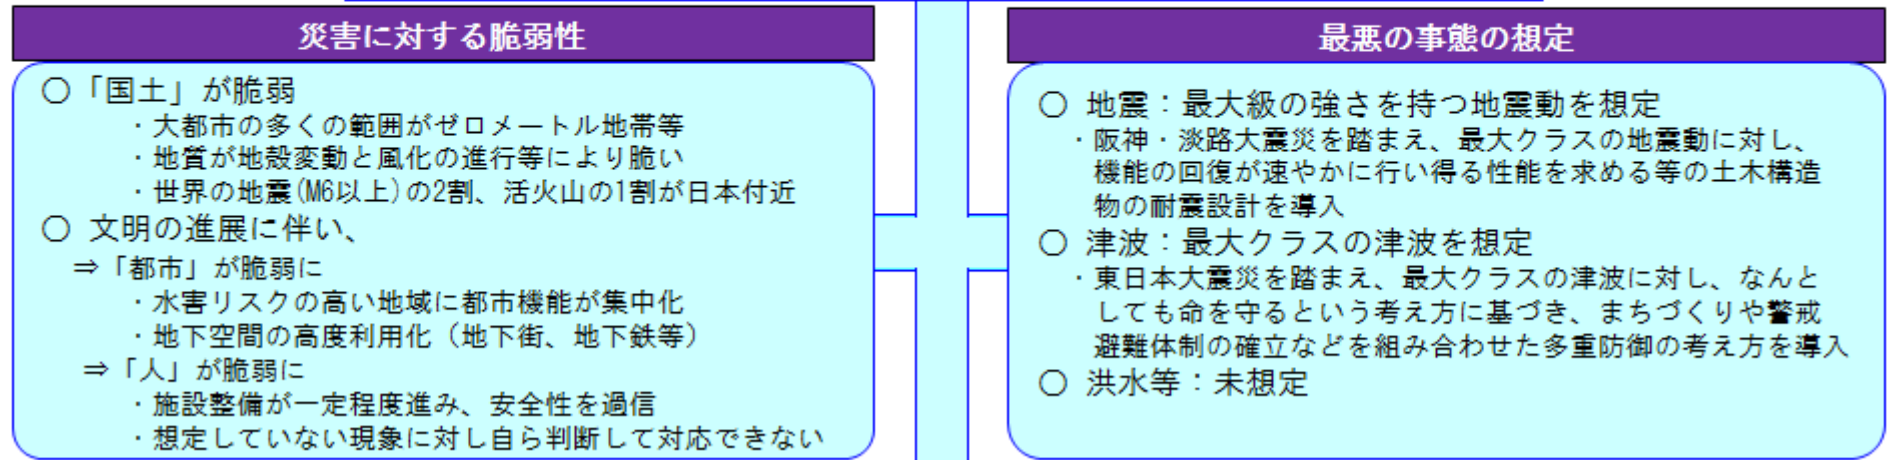 災害に対する脆弱性
○「国土」が脆弱
・大都市の多くの範囲がゼロメートル地帯等
・地質が地殻変動と風化の進行等により脆い
・世界の地震(M6以上)の2割、活火山の1割が日本付近
○ 文明の進展に伴い、
⇒「都市」が脆弱に
・水害リスクの高い地域に都市機能が集中化
・地下空間の高度利用化（地下街、地下鉄等）
⇒「人」が脆弱に
・施設整備が一定程度進み、安全性を過信
・想定していない現象に対し自ら判断して対応できない
最悪の事態の想定
○ 地震：最大級の強さを持つ地震動を想定
・阪神・淡路大震災を踏まえ、最大クラスの地震動に対し、
機能の回復が速やかに行い得る性能を求める等の土木構造
物の耐震設計を導入
○ 津波：最大クラスの津波を想定
・東日本大震災を踏まえ、最大クラスの津波に対し、なんと
しても命を守るという考え方に基づき、まちづくりや警戒
避難体制の確立などを組み合わせた多重防御の考え方を導入
○ 洪水等：未想定